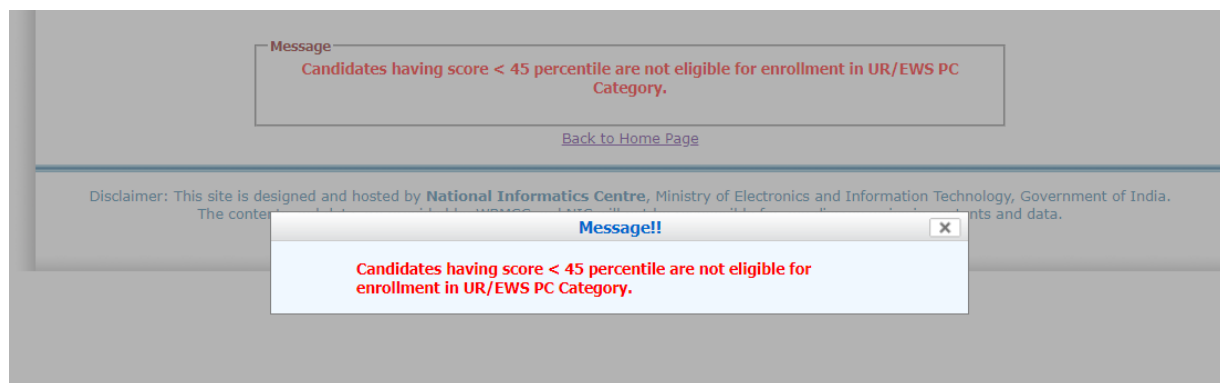 Message
Candidates having score < 45 percentile are not eligible for enrollment in UR/EWS PC
Category.
Back to Home Page
Disclaimer: This site is designed and hosted by National Informatics Centre, Ministry of Electronics and Information Technology, Government of India.
The conten
nts and data.
Message!!
Candidates having score < 45 percentile are not eligible for
enrollment in UR/EWS PC Category.